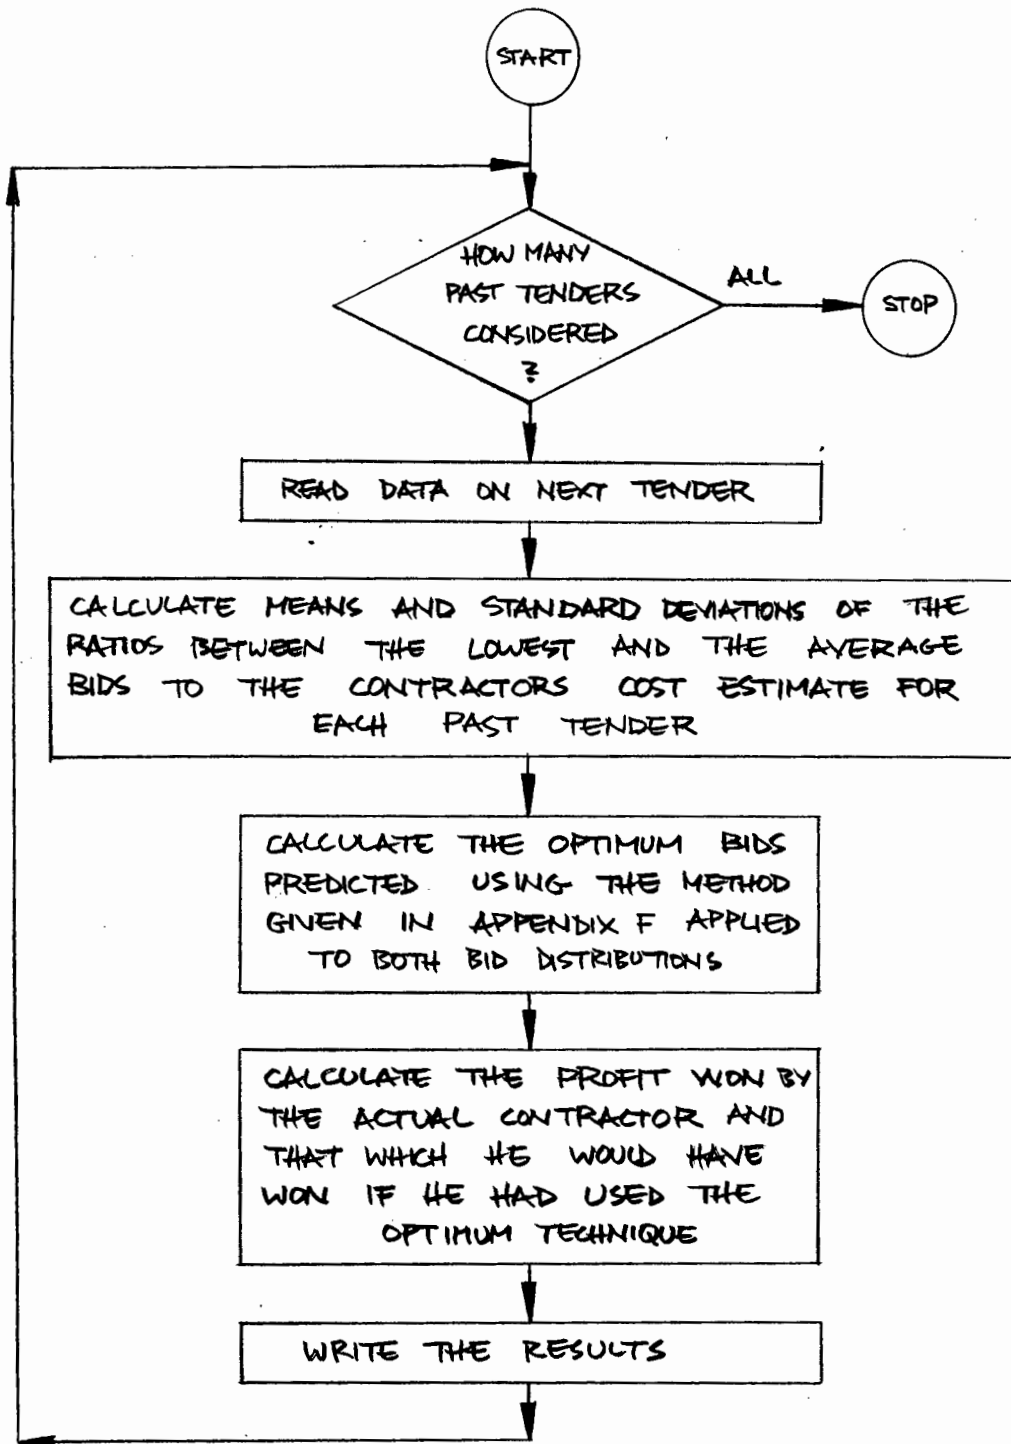 START
HOW MANY
PAST TENDERS
CONSIDERED
?
ALL
STOP
READ DATA ON NEXT TENDER
CALCULATE MEANS AND STANDARD DEVIATIONS OF THE
RATIOS BETWEEN THE LOWEST AND THE AVERAGE
BIDS TO THE CONTRACTORS COST ESTIMATE FOR
EACH PAST TENDER
CALCULATE THE OPTIMUM BIDS
PREDICTED USING THE METHOD
GIVEN IN APPENDIX F APPLIED
TO BOTH BID DISTRIBUTIONS
CALCULATE THE PROFIT WON BY
THE ACTUAL CONTRACTOR AND
THAT WHICH HE WOULD HAVE
WON IF HE HAD USED THE
OPTIMUM TECHNIQUE
WRITE THE RESULTS